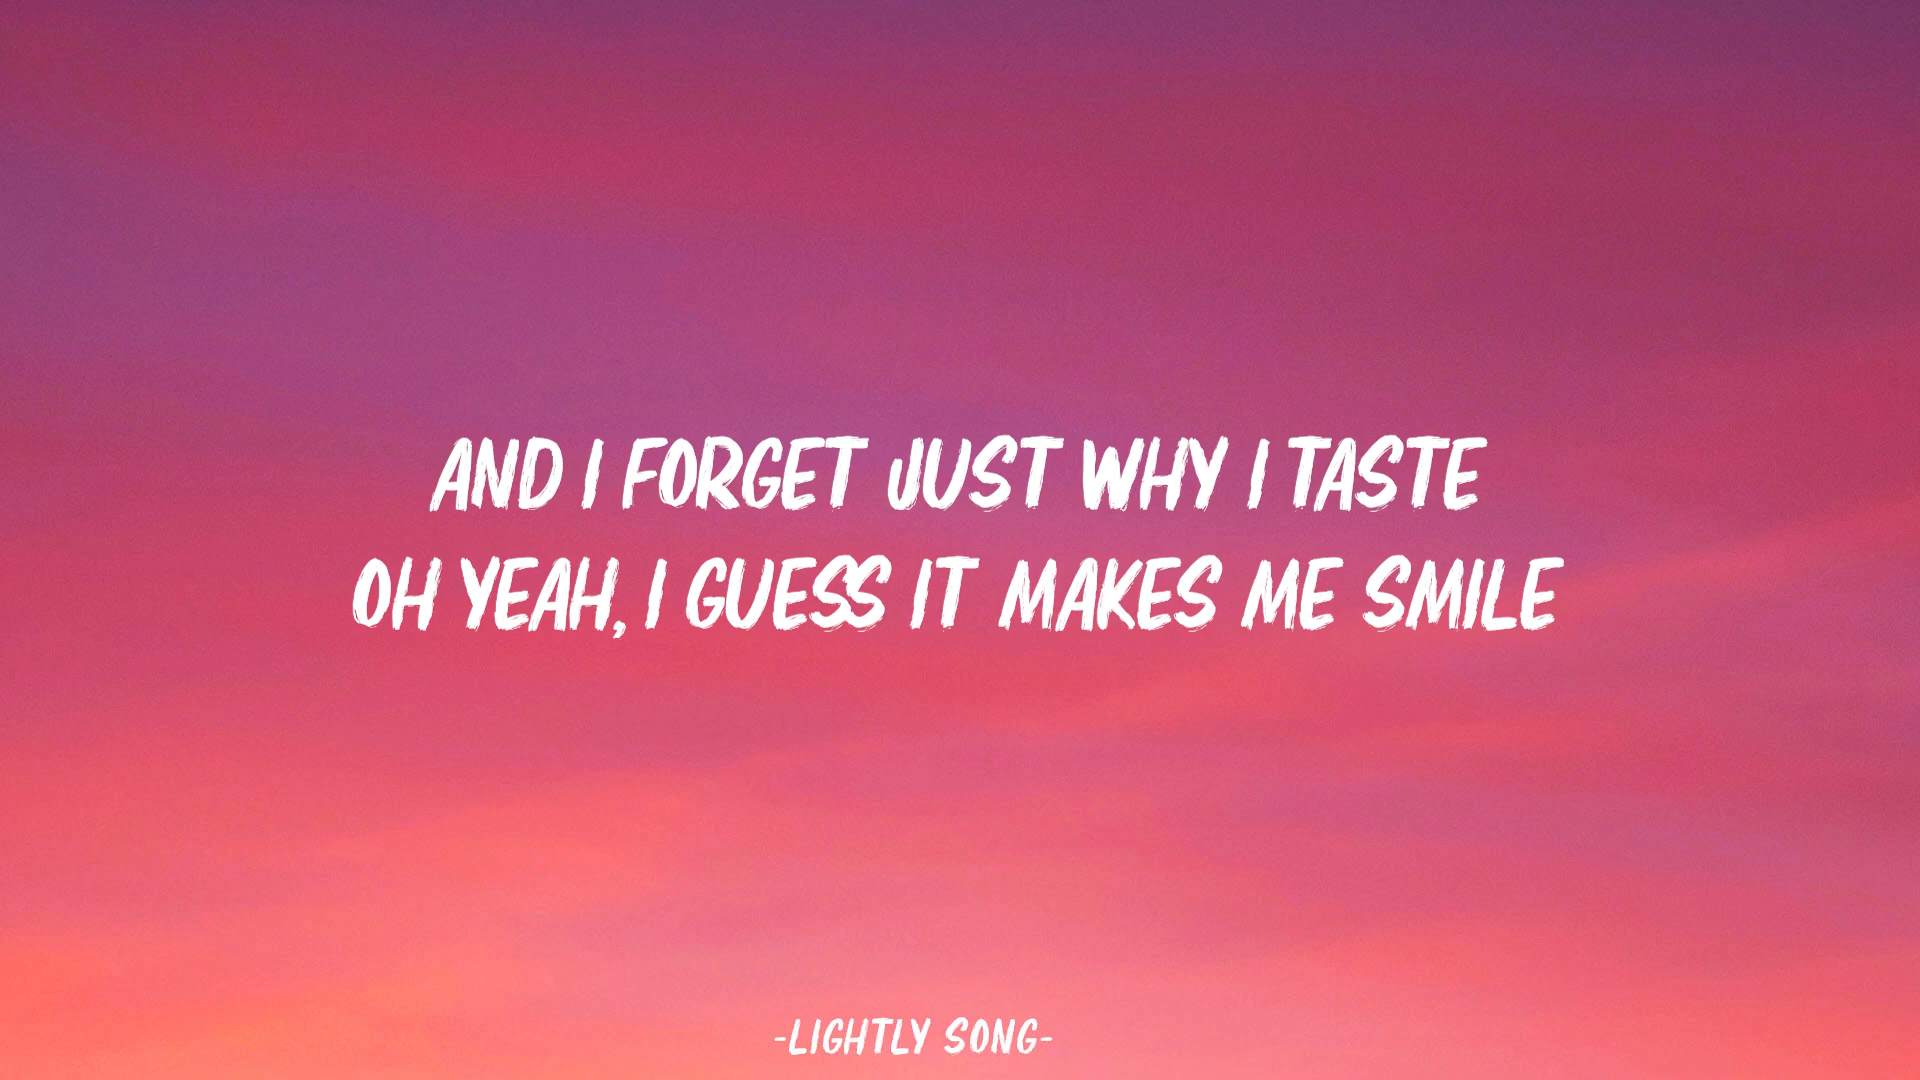 AND I FORGET JUST WHY I TASTE
OH YEAH, I GUESS IT MAKES ME SMILE
-LIGHTLY SONG-